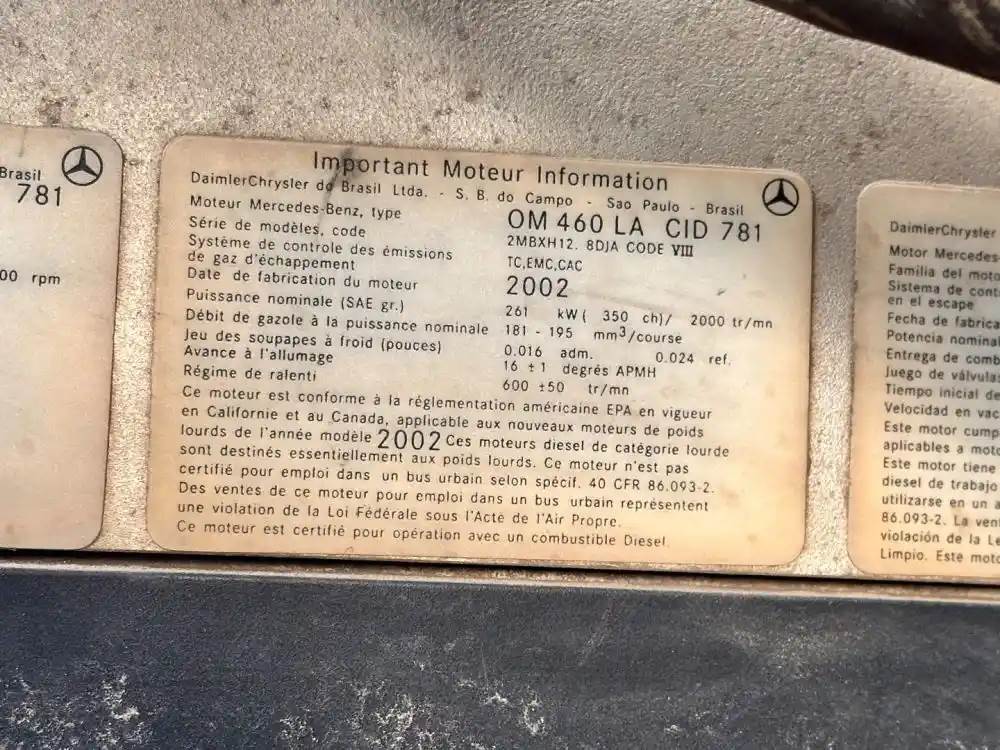 Brasil
781
00 rpm
Important Moteur Information
DaimlerChrysler do Brasil Ltda. - S. B. do Campo - Sao Paulo - Brasil
Moteur Mercedes-Benz, type OM 460 LA CID 781
Série de modèles, code 2MBXH12. 8DJA CODE VIII
Système de controle des émissions
de gaz d'échappement TC,EMC,CAC
Date de fabrication du moteur 2002
Puissance nominale (SAE gr.) 261 kW ( 350 ch)/ 2000 tr/mn
Débit de gazole à la puissance nominale 181 - 195 mm³/course
Jeu des soupapes à froid (pouces) 0.016 adm. 0.024 ref.
Avance à l'allumage 16 ±1 degrés APMH
Régime de ralenti 600 ±50 tr/mn
Ce moteur est conforme à la réglementation américaine EPA en vigueur
en Californie et au Canada, applicable aux nouveaux moteurs de poids
lourds de l'année modèle 2002 Ces moteurs diesel de catégorie lourde
sont destinés essentiellement aux poids lourds. Ce moteur n'est pas
certifié pour emploi dans un bus urbain selon spécif. 40 CFR 86.093-2.
Des ventes de ce moteur pour emploi dans un bus urbain représentent
une violation de la Loi Fédérale sous l'Acte de l'Air Propre.
Ce moteur est certifié pour opération avec un combustible Diesel.
DaimlerChrysler
Motor Mercedes-
Familia del moto
Sistema de cont
en el escape
Fecha de fabrica
Potencia nominal
Entrega de comb
Juego de válvulas
Tiempo inicial de
Velocidad en vac
Este motor cump
aplicables a moto
Este motor tiene
diesel de trabajo
utilizarse en un a
86.093-2. La ven
violación de la Le
Limpio. Este moto